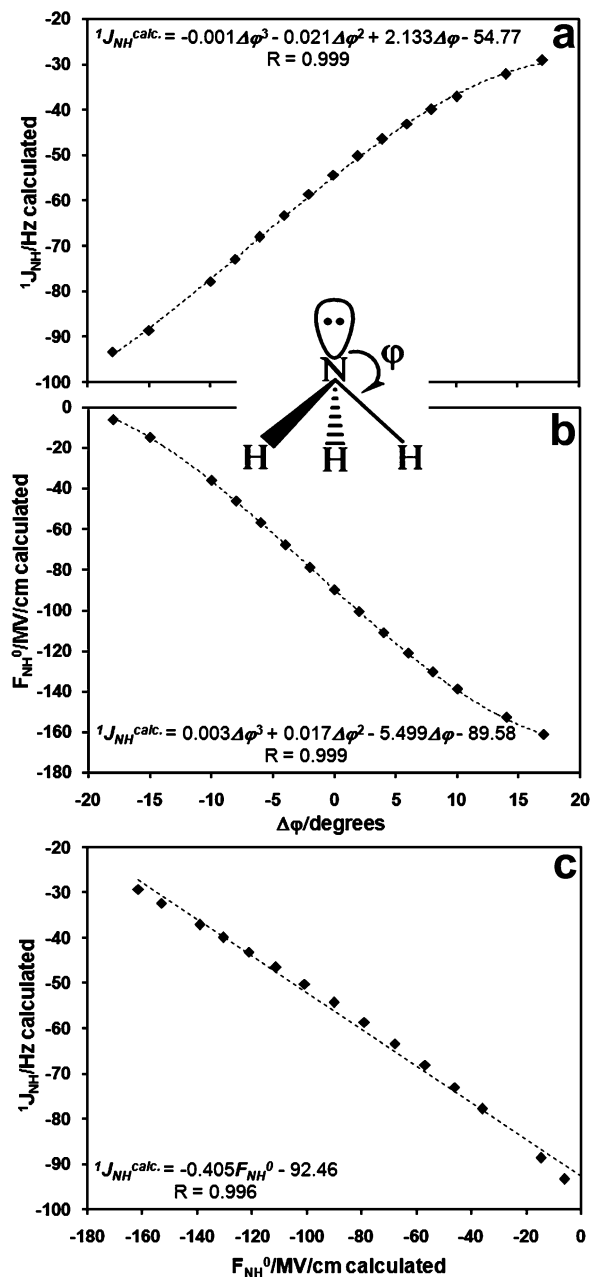 -20
¹J_NH^calc. = -0.001Δφ³ - 0.021Δφ² + 2.133Δφ - 54.77
R = 0.999
a
-30
-40
-50
-60
-70
-80
-90
-100
¹J_NH/Hz calculated
N
φ
H H H
0
b
-20
-40
-60
-80
-100
-120
-140
-160
-180
F_NH⁰/MV/cm calculated
¹J_NH^calc. = 0.003Δφ³ + 0.017Δφ² - 5.499Δφ - 89.58
R = 0.999
-20 -15 -10 -5 0 5 10 15 20
Δφ/degrees
-20
c
-30
-40
-50
-60
-70
-80
-90
-100
¹J_NH/Hz calculated
¹J_NH^calc. = -0.405F_NH⁰ - 92.46
R = 0.996
-180 -160 -140 -120 -100 -80 -60 -40 -20 0
F_NH⁰/MV/cm calculated